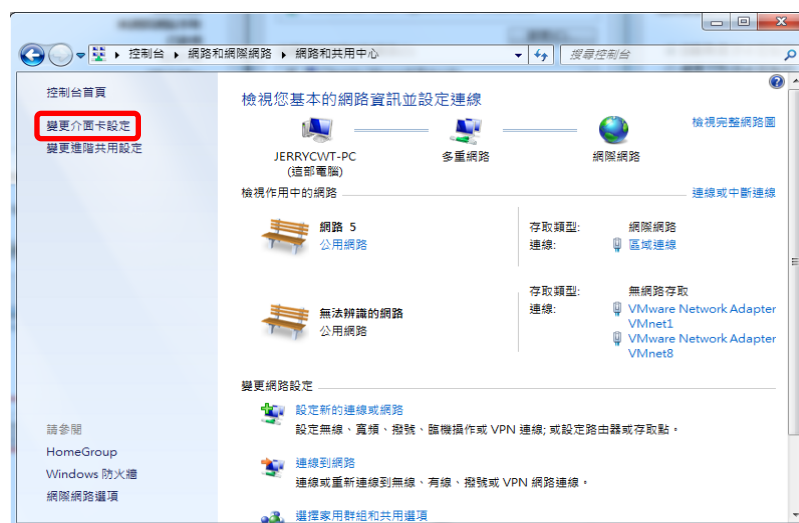 控制台 ▸ 網路和網際網路 ▸ 網路和共用中心
搜尋控制台
控制台首頁
變更介面卡設定
變更進階共用設定
檢視您基本的網路資訊並設定連線
檢視完整網路圖
JERRYCWT-PC
(這部電腦)
多重網路
網際網路
檢視作用中的網路
連線或中斷連線
網路 5
公用網路
存取類型: 網際網路
連線: 區域連線
無法辨識的網路
公用網路
存取類型: 無網路存取
連線: VMware Network Adapter
VMnet1
VMware Network Adapter
VMnet8
變更網路設定
設定新的連線或網路
設定無線、寬頻、撥號、臨機操作或 VPN 連線; 或設定路由器或存取點。
連線到網路
連線或重新連線到無線、有線、撥號或 VPN 網路連線。
選擇家用群組和共用選項
請參閱
HomeGroup
Windows 防火牆
網際網路選項